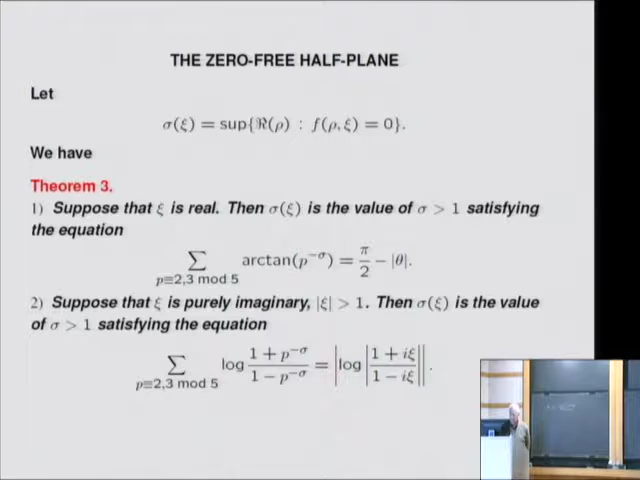 THE ZERO-FREE HALF-PLANE
Let
σ(ξ) = sup{ℜ(ρ) : f(ρ, ξ) = 0}.
We have
Theorem 3.
1) Suppose that ξ is real. Then σ(ξ) is the value of σ > 1 satisfying
the equation
∑_{p≡2,3 mod 5} arctan(p^{−σ}) = π/2 − |θ|.
2) Suppose that ξ is purely imaginary, |ξ| > 1. Then σ(ξ) is the value
of σ > 1 satisfying the equation
∑_{p≡2,3 mod 5} log (1 + p^{−σ})/(1 − p^{−σ}) = |log |(1 + iξ)/(1 − iξ)||.